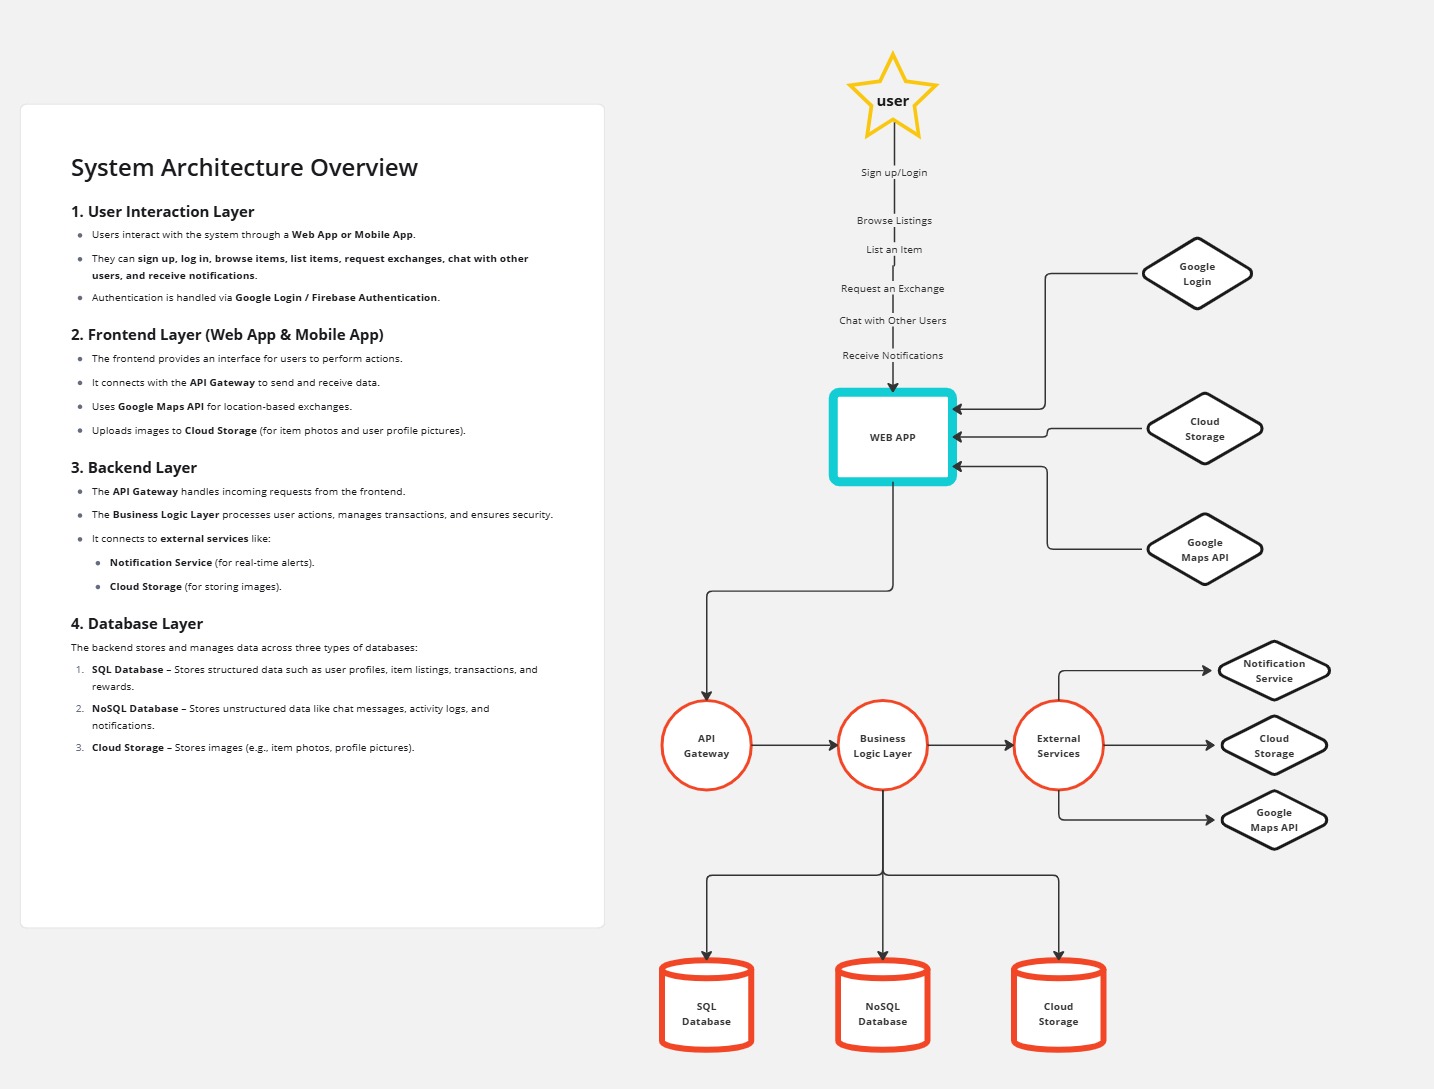 System Architecture Overview
1. User Interaction Layer
Users interact with the system through a Web App or Mobile App.
They can sign up, log in, browse items, list items, request exchanges, chat with other
users, and receive notifications.
Authentication is handled via Google Login / Firebase Authentication.
2. Frontend Layer (Web App & Mobile App)
The frontend provides an interface for users to perform actions.
It connects with the API Gateway to send and receive data.
Uses Google Maps API for location-based exchanges.
Uploads images to Cloud Storage (for item photos and user profile pictures).
3. Backend Layer
The API Gateway handles incoming requests from the frontend.
The Business Logic Layer processes user actions, manages transactions, and ensures security.
It connects to external services like:
Notification Service (for real-time alerts).
Cloud Storage (for storing images).
4. Database Layer
The backend stores and manages data across three types of databases:
1. SQL Database – Stores structured data such as user profiles, item listings, transactions, and
rewards.
2. NoSQL Database – Stores unstructured data like chat messages, activity logs, and
notifications.
3. Cloud Storage – Stores images (e.g., item photos, profile pictures).
user
Sign up/Login
Browse Listings
List an Item
Request an Exchange
Chat with Other Users
Receive Notifications
WEB APP
Google
Login
Cloud
Storage
Google
Maps API
API
Gateway
Business
Logic Layer
External
Services
Notification
Service
Cloud
Storage
Google
Maps API
SQL
Database
NoSQL
Database
Cloud
Storage